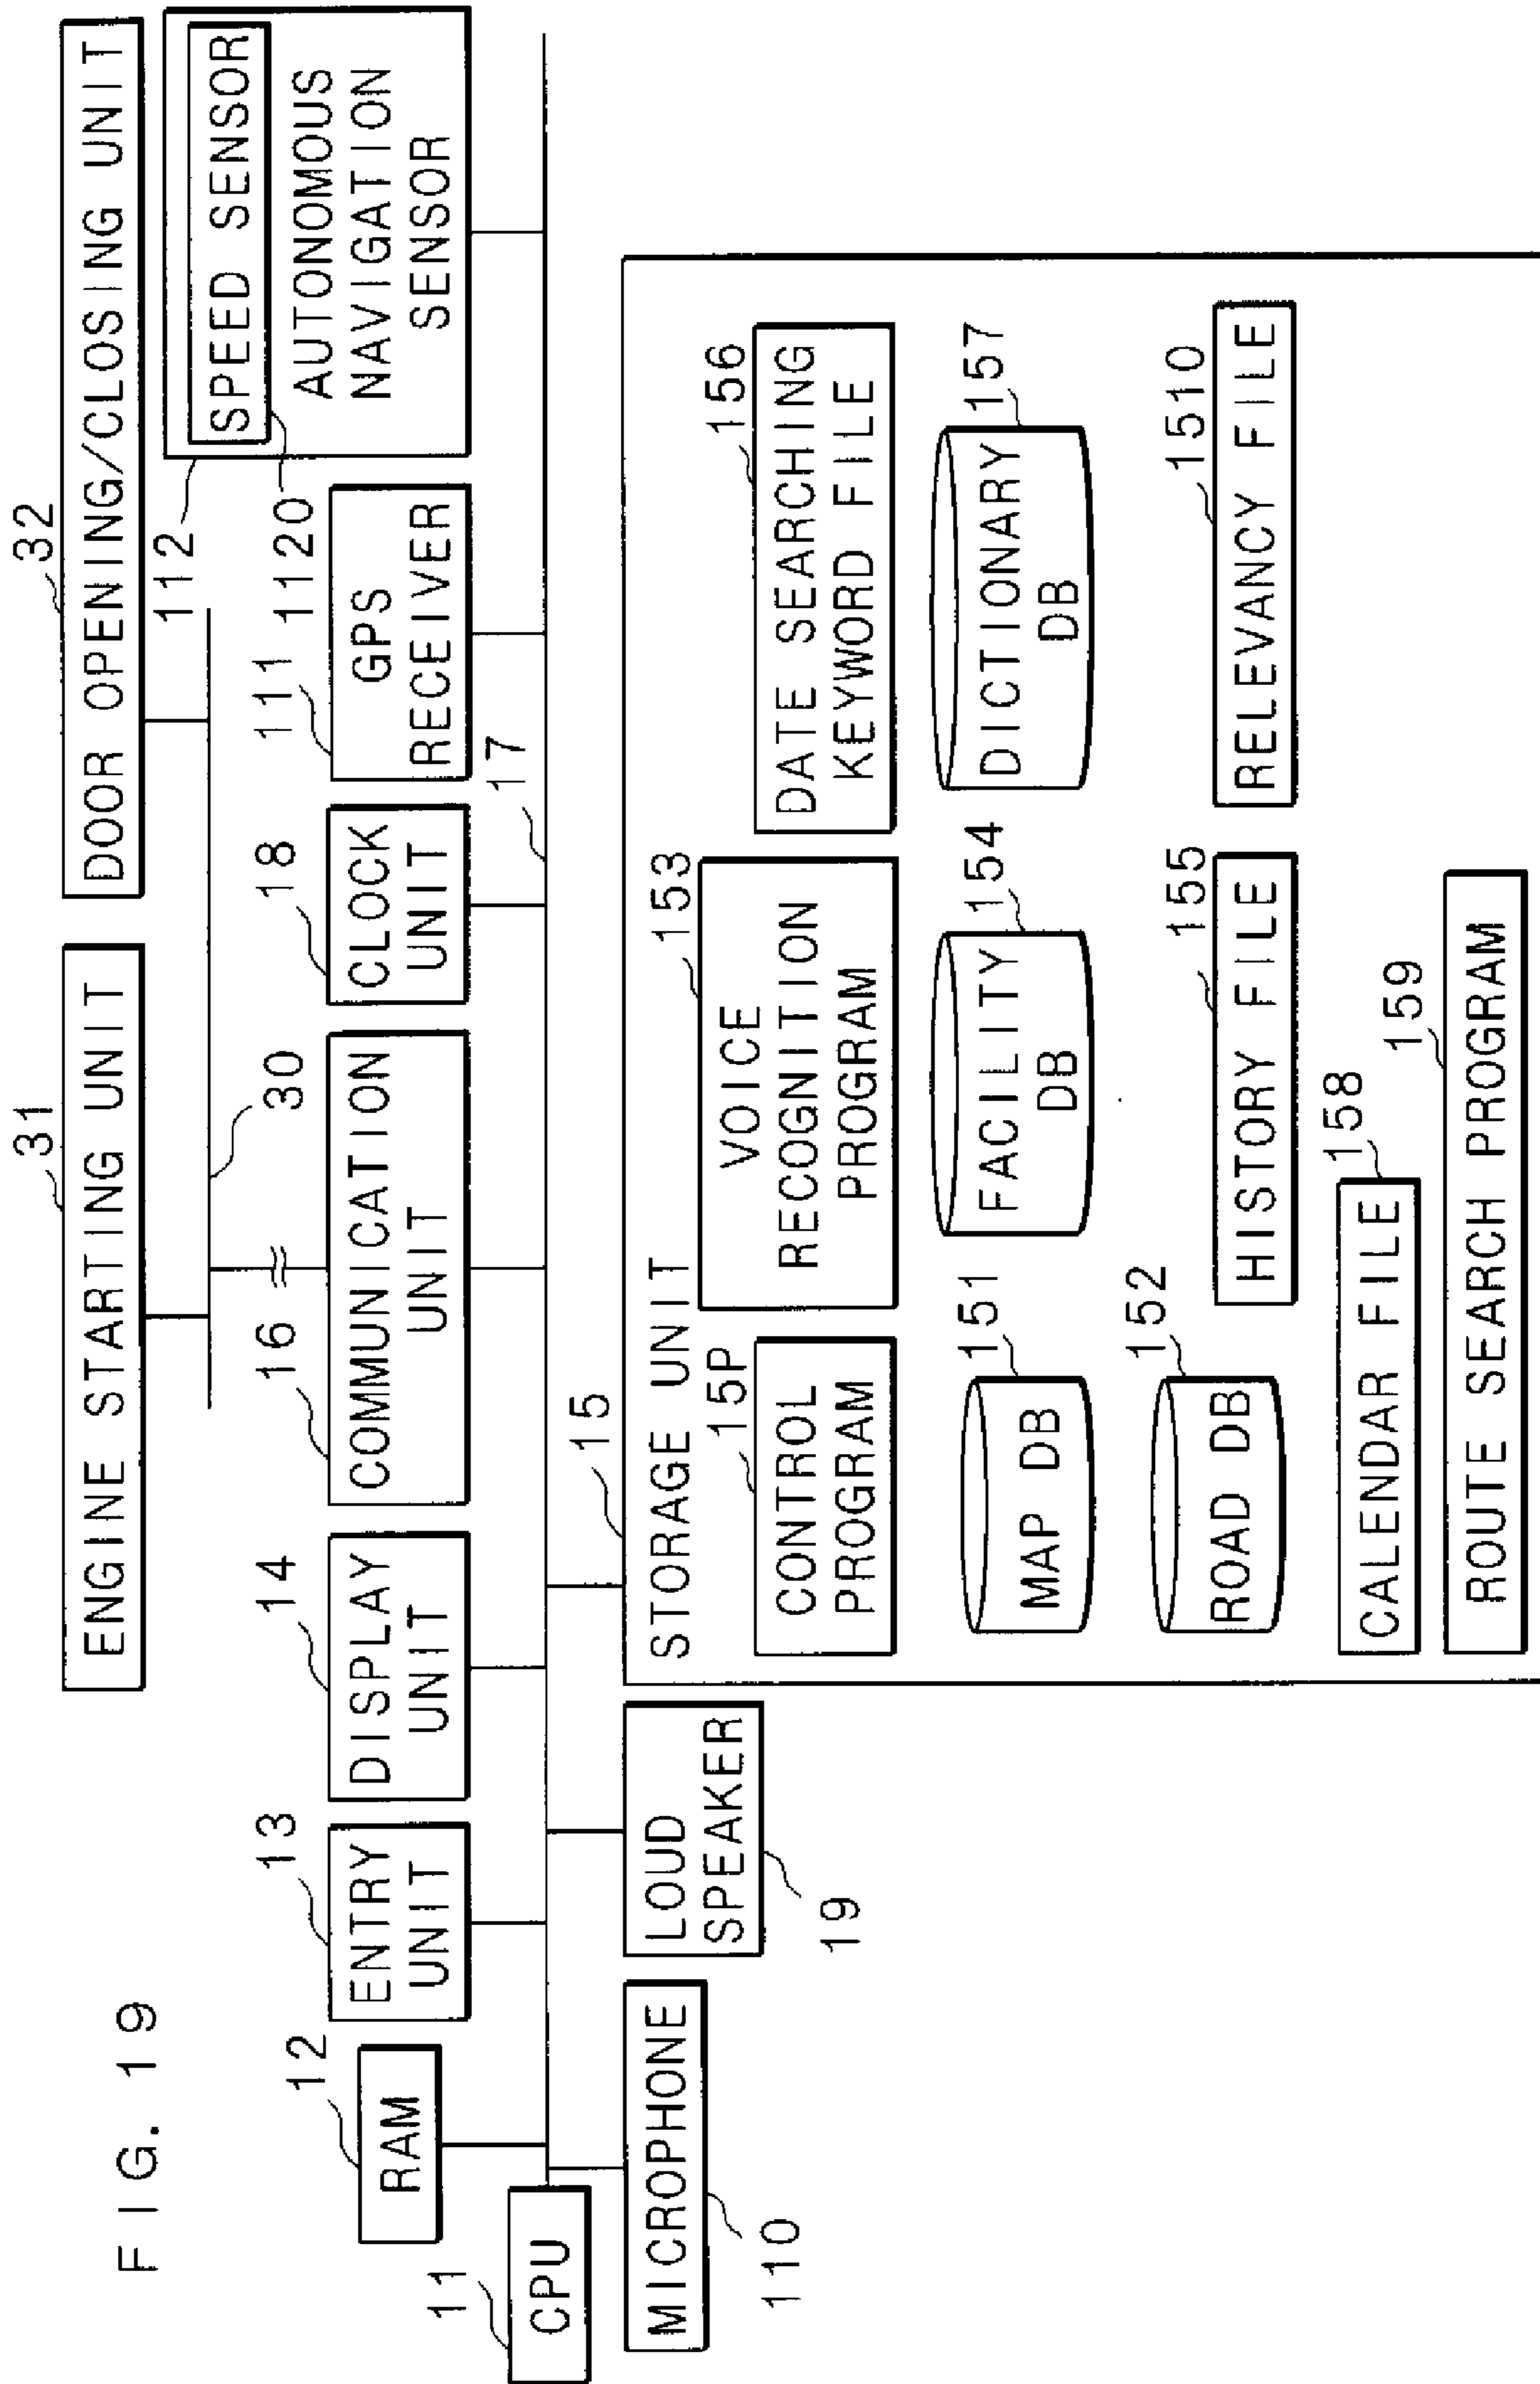 FIG. 19
31
32
ENGINE STARTING UNIT
DOOR OPENING/CLOSING UNIT
30
112
1120
12
13
14
16
18
111
RAM
ENTRY
UNIT
DISPLAY
UNIT
COMMUNICATION
UNIT
CLOCK
UNIT
GPS
RECEIVER
SPEED SENSOR
AUTONOMOUS
NAVIGATION
SENSOR
11
CPU
17
MICROPHONE
110
LOUD
SPEAKER
19
15
STORAGE UNIT
15P
CONTROL
PROGRAM
153
VOICE
RECOGNITION
PROGRAM
156
DATE SEARCHING
KEYWORD FILE
151
MAP DB
154
FACILITY
DB
157
DICTIONARY
DB
152
ROAD DB
155
HISTORY FILE
1510
RELEVANCY FILE
158
CALENDAR FILE
159
ROUTE SEARCH PROGRAM